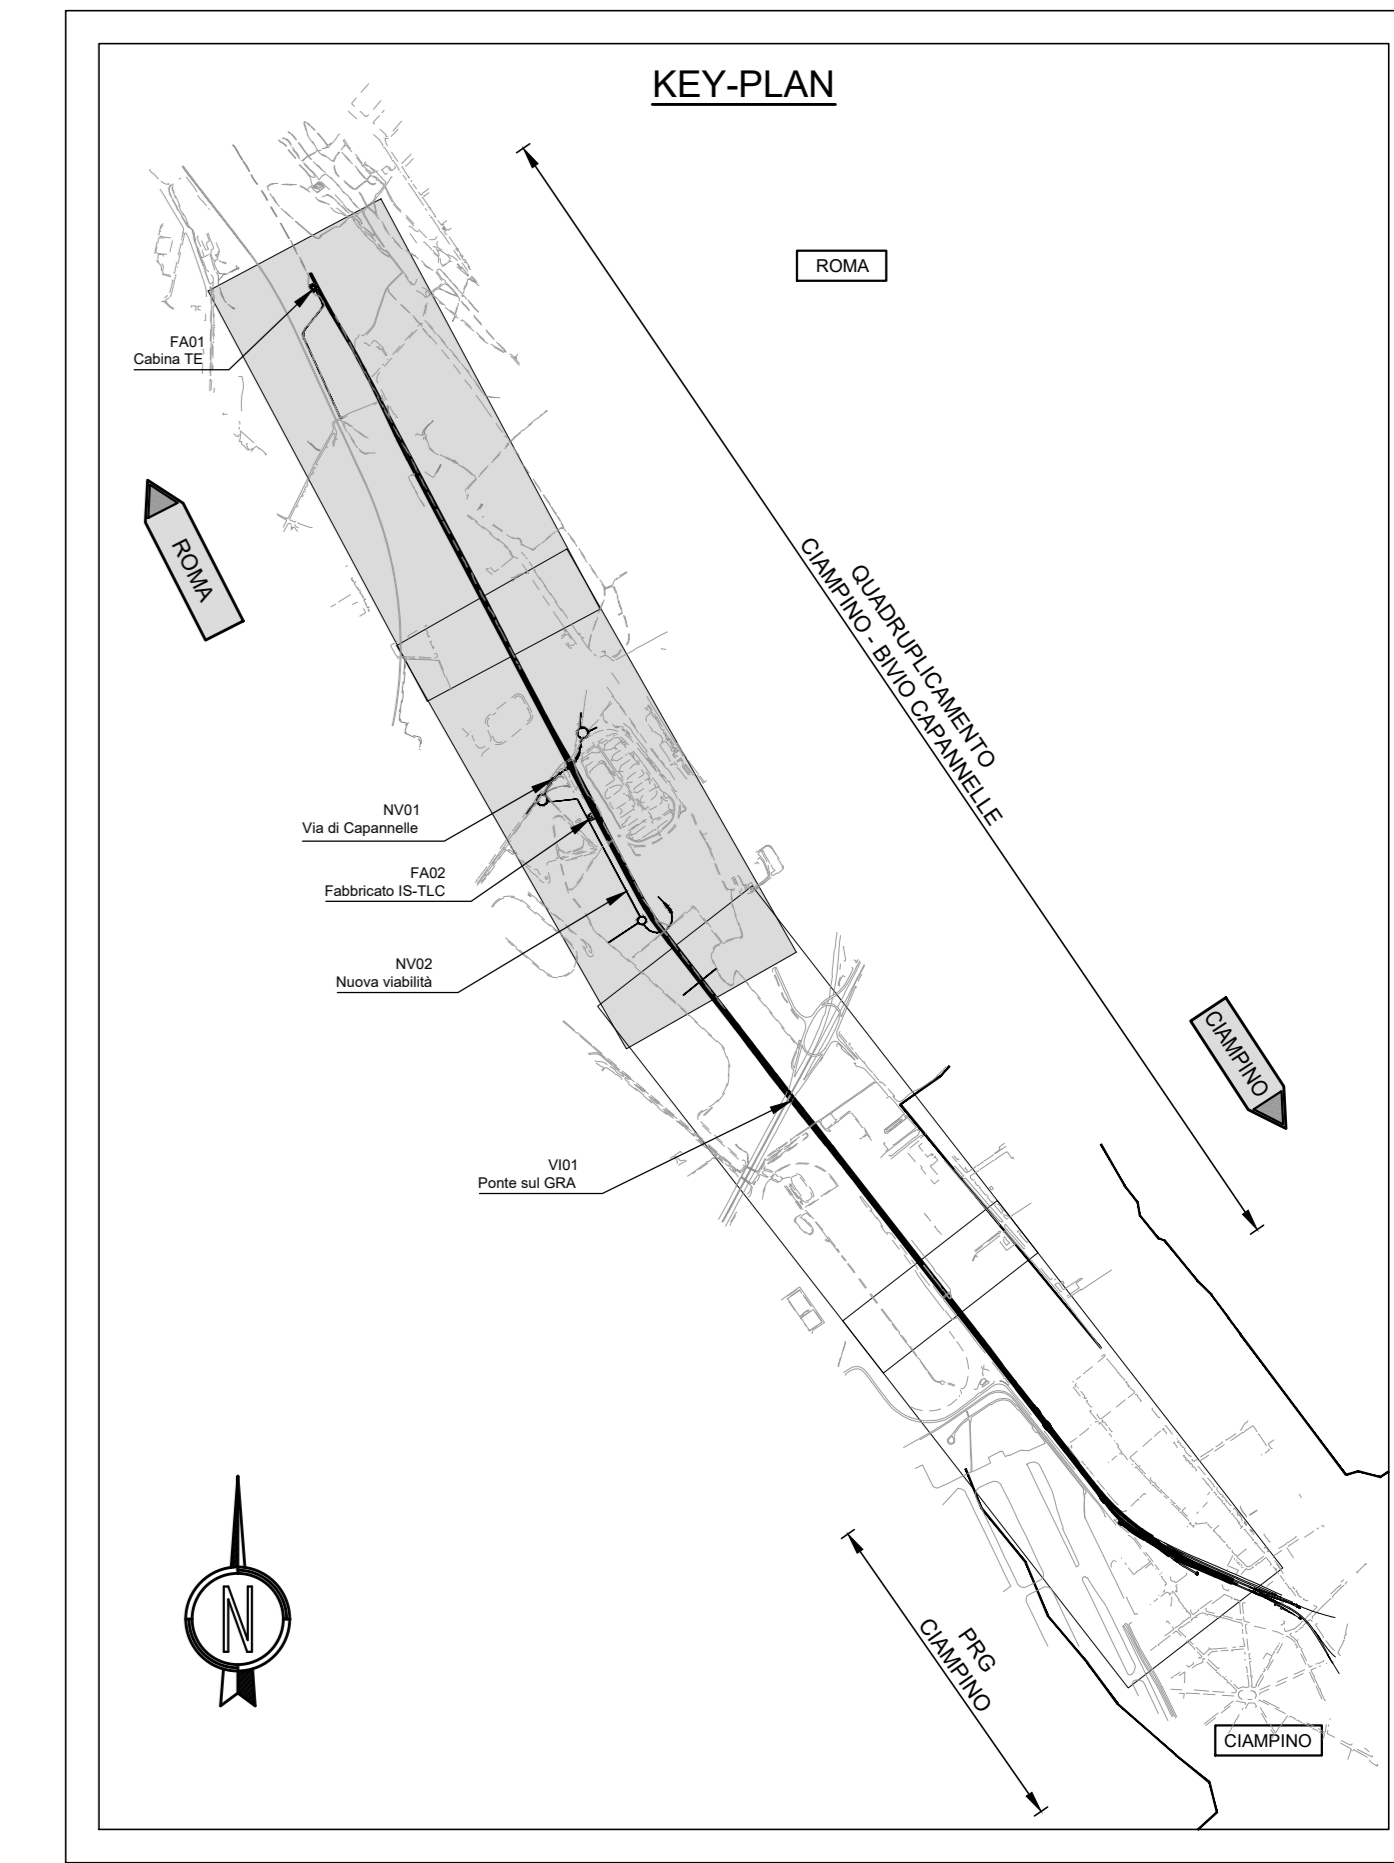 KEY-PLAN
ROMA
FA01
Cabina TE
ROMA
QUADRUPLICAMENTO
CIAMPINO - BIVIO CAPANNELLE
NV01
Via di Capannelle
FA02
Fabbricato IS-TLC
NV02
Nuova viabilità
CIAMPINO
VI01
Ponte sul GRA
N
PRG
CIAMPINO
CIAMPINO